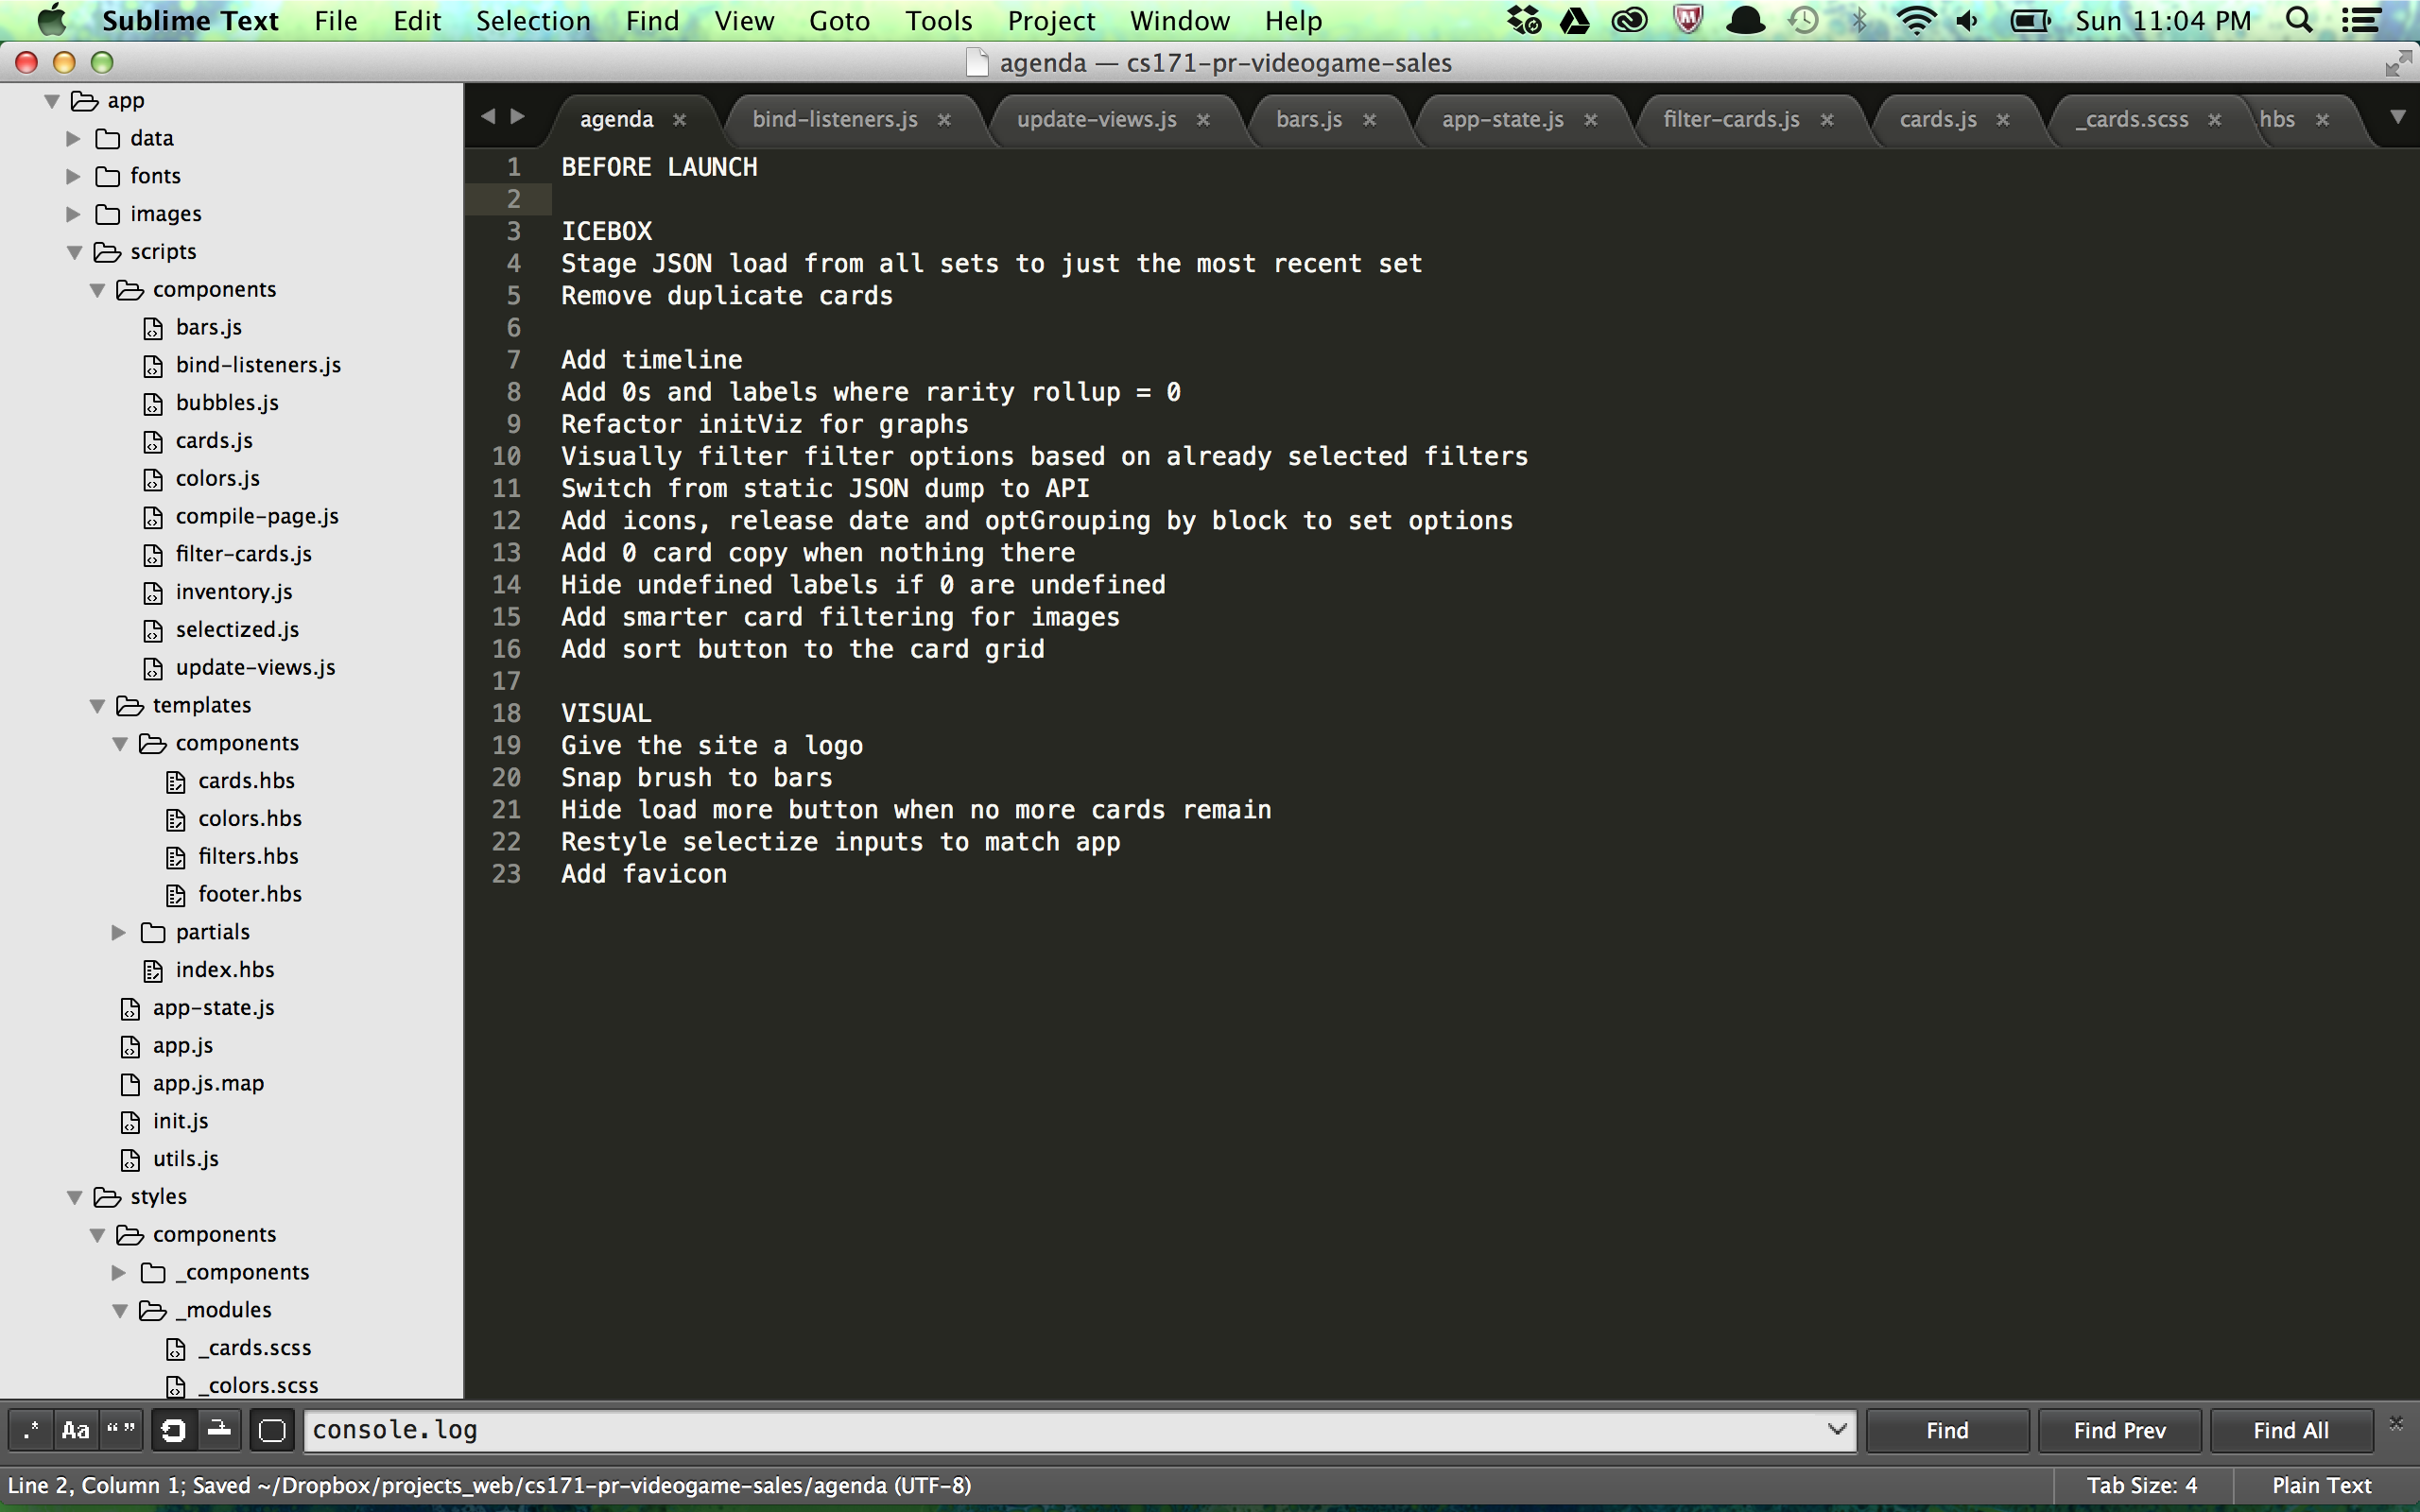 Sublime Text File Edit Selection Find View Goto Tools Project Window Help Sun 11:04 PM
agenda — cs171-pr-videogame-sales
app
data
fonts
images
scripts
components
bars.js
bind-listeners.js
bubbles.js
cards.js
colors.js
compile-page.js
filter-cards.js
inventory.js
selectized.js
update-views.js
templates
components
cards.hbs
colors.hbs
filters.hbs
footer.hbs
partials
index.hbs
app-state.js
app.js
app.js.map
init.js
utils.js
styles
components
_components
_modules
_cards.scss
_colors.scss
agenda bind-listeners.js update-views.js bars.js app-state.js filter-cards.js cards.js _cards.scss .hbs
1 BEFORE LAUNCH
2
3 ICEBOX
4 Stage JSON load from all sets to just the most recent set
5 Remove duplicate cards
6
7 Add timeline
8 Add 0s and labels where rarity rollup = 0
9 Refactor initViz for graphs
10 Visually filter filter options based on already selected filters
11 Switch from static JSON dump to API
12 Add icons, release date and optGrouping by block to set options
13 Add 0 card copy when nothing there
14 Hide undefined labels if 0 are undefined
15 Add smarter card filtering for images
16 Add sort button to the card grid
17
18 VISUAL
19 Give the site a logo
20 Snap brush to bars
21 Hide load more button when no more cards remain
22 Restyle selectize inputs to match app
23 Add favicon
.* Aa “” console.log Find Find Prev Find All
Line 2, Column 1; Saved ~/Dropbox/projects_web/cs171-pr-videogame-sales/agenda (UTF-8) Tab Size: 4 Plain Text